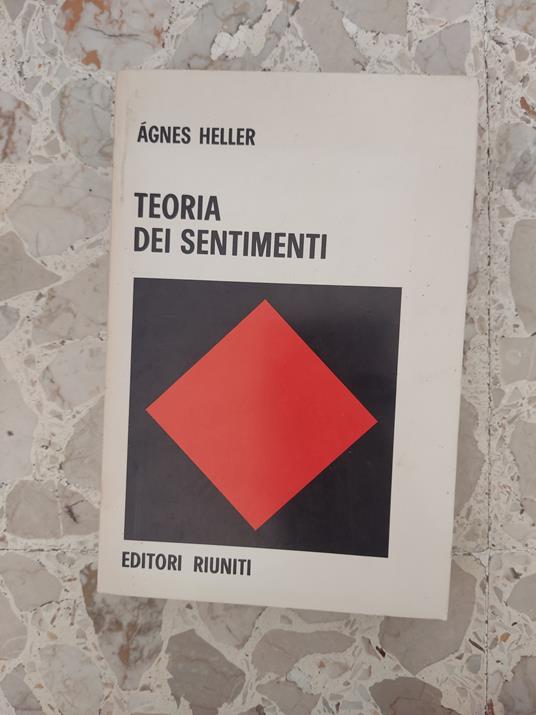 ÁGNES HELLER
TEORIA
DEI SENTIMENTI
EDITORI RIUNITI